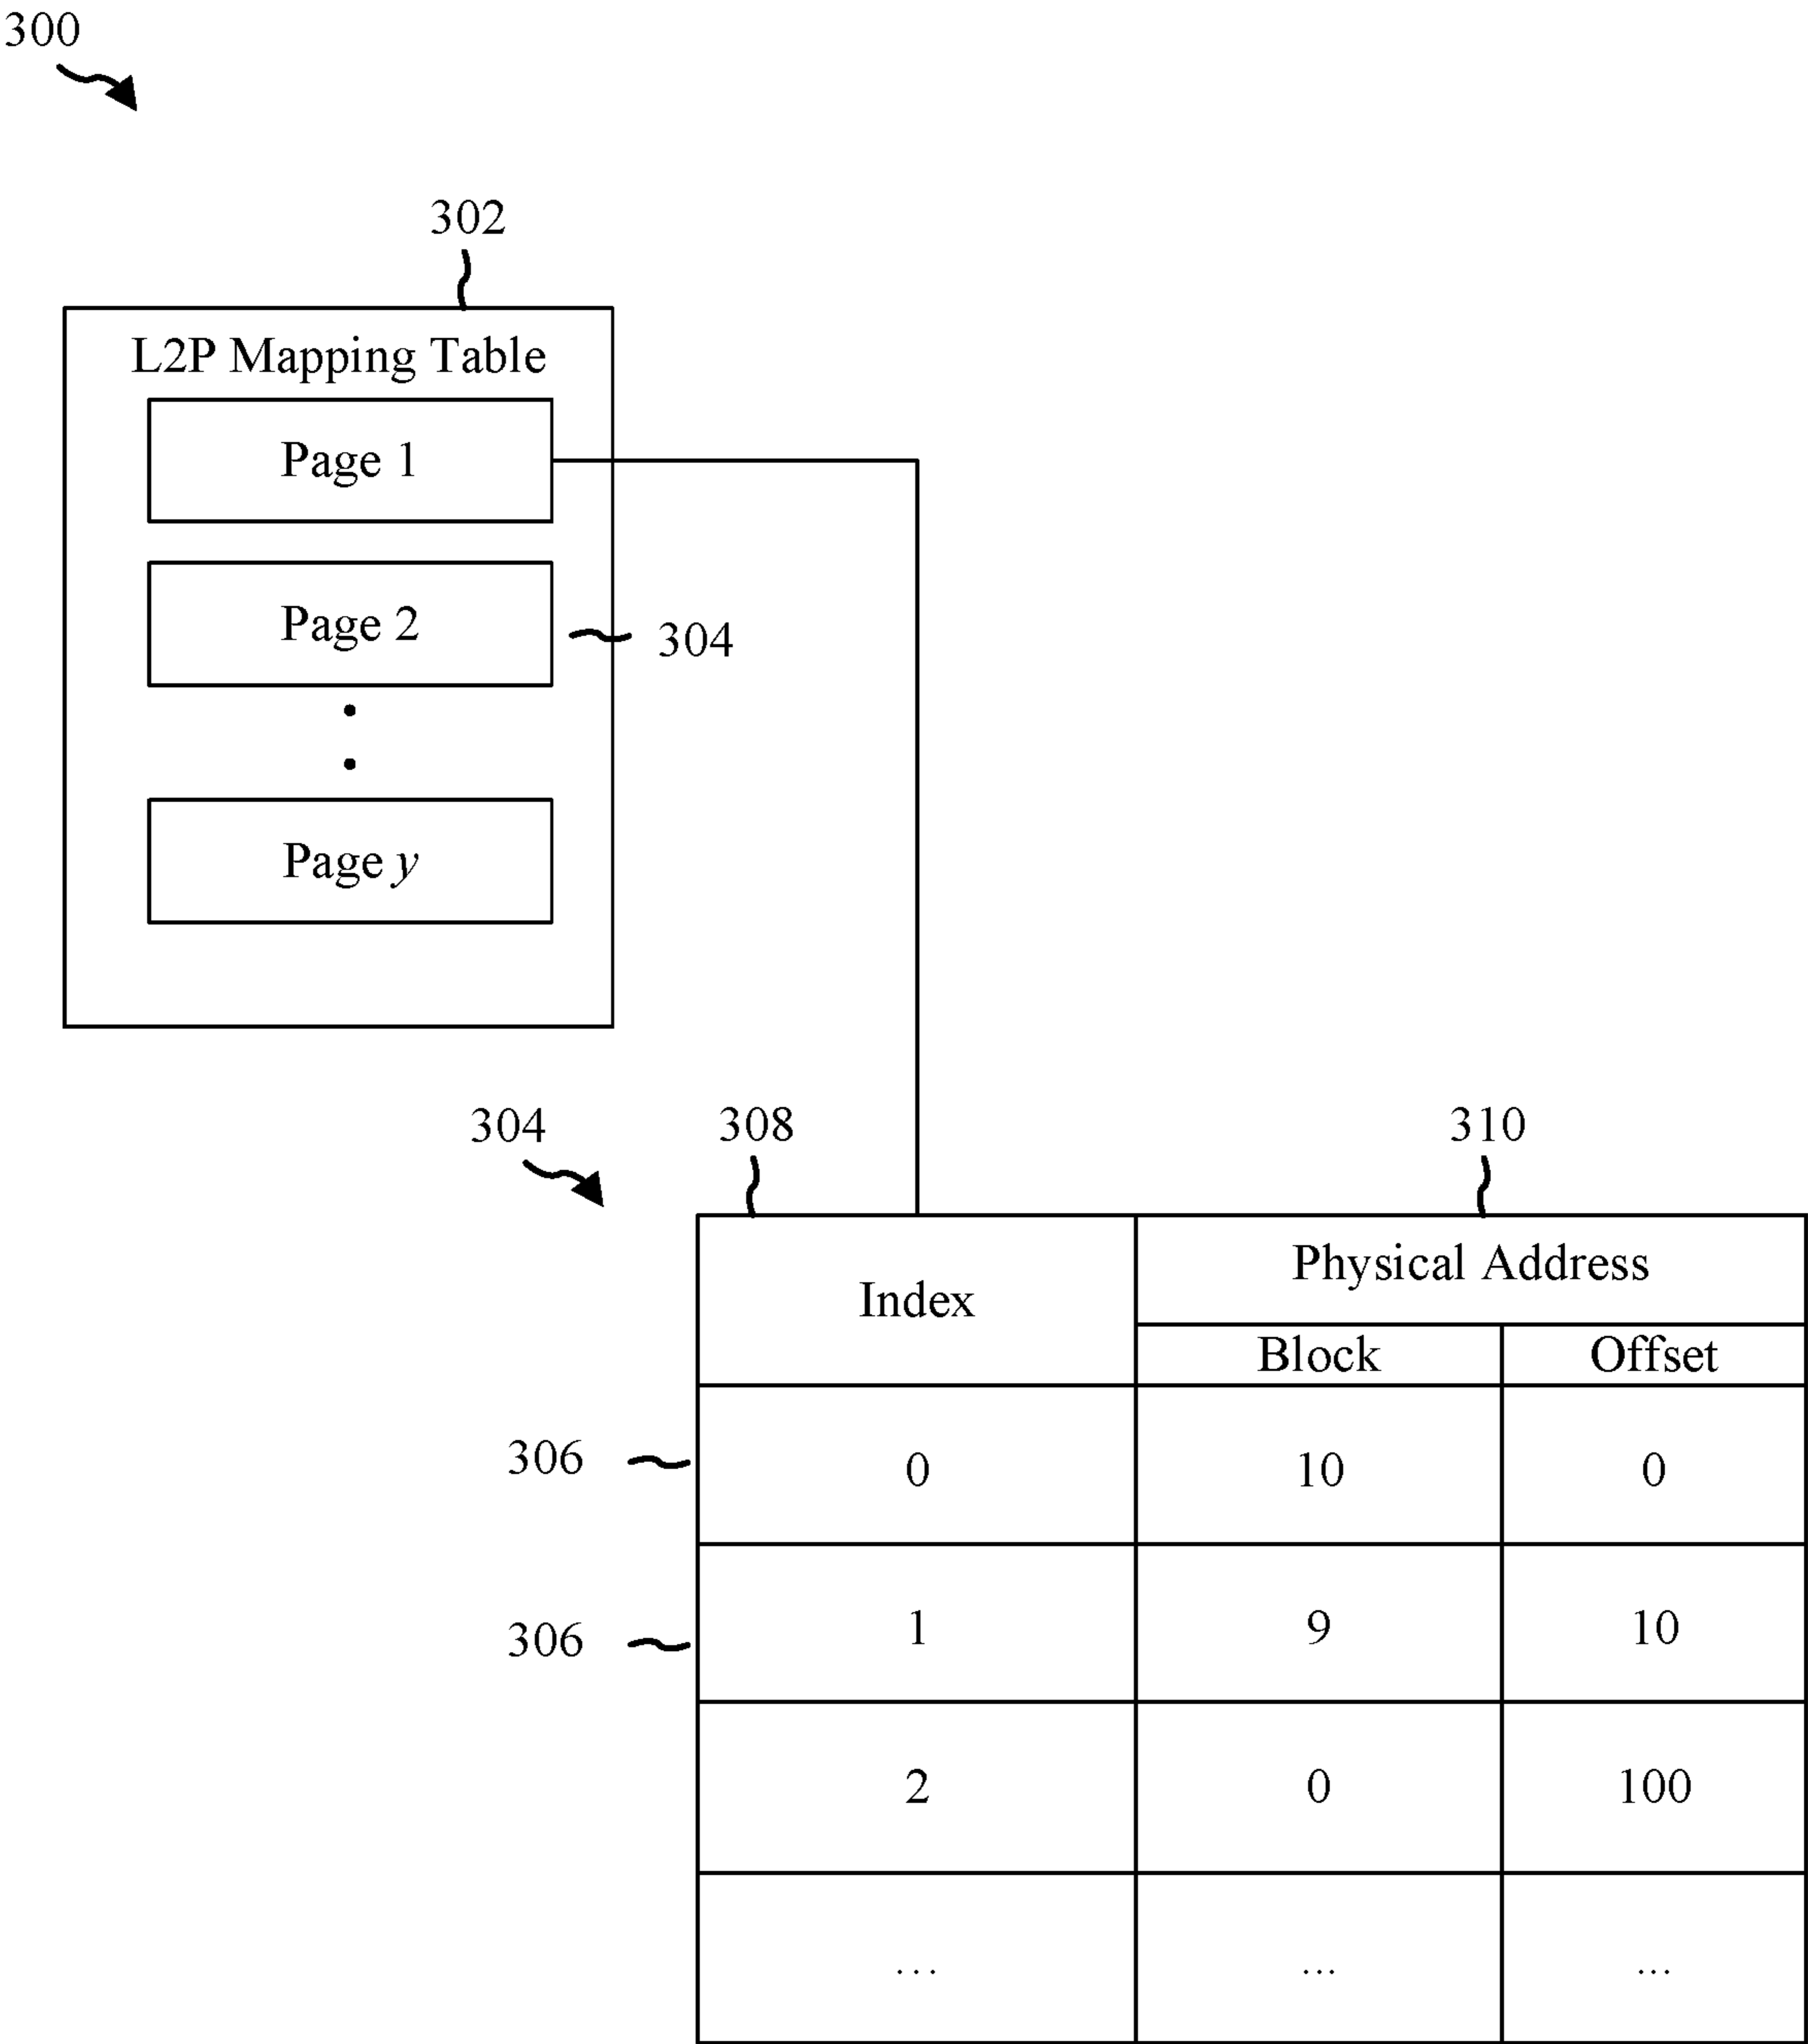 300
302
L2P Mapping Table
Page 1
Page 2
304
Page y
304
308
310
Index
Physical Address
Block
Offset
306
0
10
0
306
1
9
10
2
0
100
...
...
...